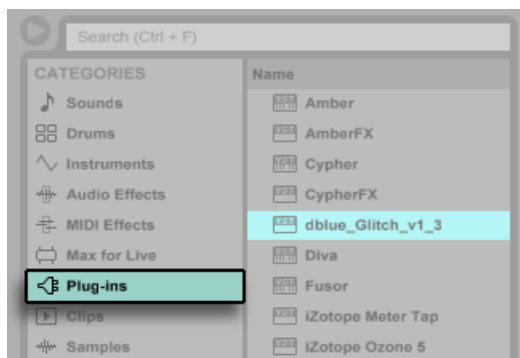 Search (Ctrl + F)
CATEGORIES
Sounds
Drums
Instruments
Audio Effects
MIDI Effects
Max for Live
Plug-ins
Clips
Samples
Name
Amber
AmberFX
Cypher
CypherFX
dblue_Glitch_v1_3
Diva
Fusor
iZotope Meter Tap
iZotope Ozone 5